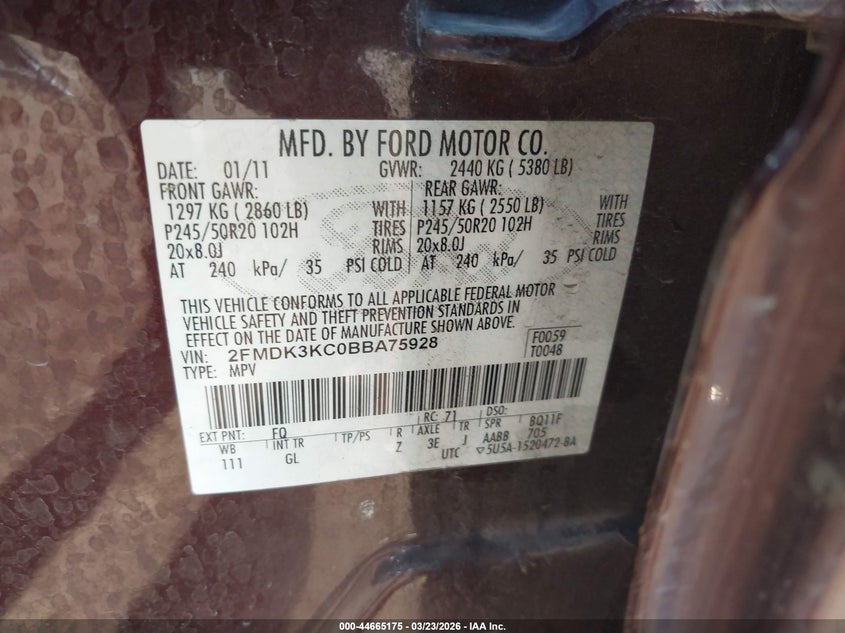 MFD. BY FORD MOTOR CO.
DATE: 01/11 GVWR: 2440 KG ( 5380 LB)
FRONT GAWR: REAR GAWR:
1297 KG ( 2860 LB) WITH 1157 KG ( 2550 LB) WITH
P245/50R20 102H TIRES P245/50R20 102H TIRES
20x8.0J RIMS 20x8.0J RIMS
AT 240 kPa/ 35 PSI COLD AT 240 kPa/ 35 PSI COLD
THIS VEHICLE CONFORMS TO ALL APPLICABLE FEDERAL MOTOR
VEHICLE SAFETY AND THEFT PREVENTION STANDARDS IN
EFFECT ON THE DATE OF MANUFACTURE SHOWN ABOVE.
VIN: 2FMDK3KC0BBA75928 F0059
TYPE: MPV T0048
EXT PNT: FQ RC: 71 DSO:
WB INT TR TP/PS R AXLE TR SPR BQ11F
111 GL Z 3E J AABB 705
UTC ▽5U5A-1520472-BA
000-44665175 | 03/23/2026 - IAA Inc.